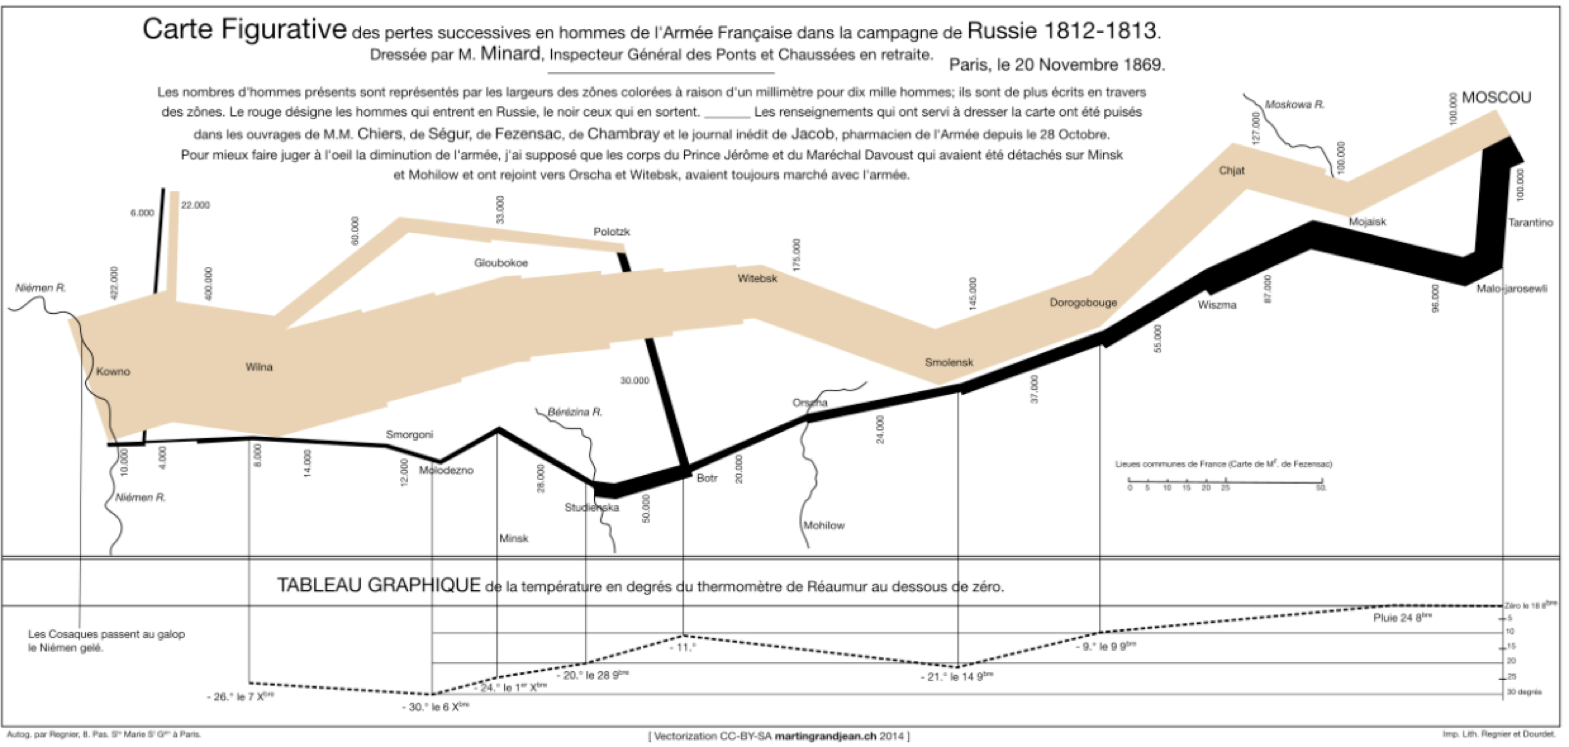 Carte Figurative des pertes successives en hommes de l'Armée Française dans la campagne de Russie 1812-1813.
Dressée par M. Minard, Inspecteur Général des Ponts et Chaussées en retraite.
Paris, le 20 Novembre 1869.
Les nombres d'hommes présents sont représentés par les largeurs des zônes colorées à raison d'un millimètre pour dix mille hommes; ils sont de plus écrits en travers
des zônes. Le rouge désigne les hommes qui entrent en Russie, le noir ceux qui en sortent. ______ Les renseignements qui ont servi à dresser la carte ont été puisés
dans les ouvrages de M.M. Chiers, de Ségur, de Fezensac, de Chambray et le journal inédit de Jacob, pharmacien de l'Armée depuis le 28 Octobre.
Pour mieux faire juger à l'oeil la diminution de l'armée, j'ai supposé que les corps du Prince Jérôme et du Maréchal Davoust qui avaient été détachés sur Minsk
et Mohilow et ont rejoint vers Orscha et Witebsk, avaient toujours marché avec l'armée.
MOSCOU
100.000
Moskowa R.
127.000
100.000
Chjat
Mojaisk
100.000
Tarantino
Malo-jarosewli
6.000
22.000
60.000
33.000
Polotzk
Gloubokoe
175.000
Witebsk
422.000
400.000
Niémen R.
145.000
Dorogobouge
Wiszma
87.000
96.000
55.000
Kowno
Wilna
Smolensk
30.000
37.000
Orscha
24.000
Bérézina R.
Smorgoni
Molodezno
10.000
4.000
8.000
14.000
12.000
28.000
Studienska
50.000
Botr
20.000
Niémen R.
Minsk
Mohilow
Lieues communes de France (Carte de Mr. de Fezensac)
0 5 10 15 20 25 50.
TABLEAU GRAPHIQUE de la température en degrés du thermomètre de Réaumur au dessous de zéro.
Les Cosaques passent au galop
le Niémen gelé.
- 26.° le 7 Xbre
- 30.° le 6 Xbre
- 24.° le 1er Xbre
- 20.° le 28 9bre
- 11.°
- 21.° le 14 9bre
- 9.° le 9 9bre
Pluie 24 8bre
Zéro le 18 8bre
5
10
15
20
25
30 degrés
Autog. par Regnier, 8. Pas. Ste Marie St Gain à Paris.
[ Vectorization CC-BY-SA martingrandjean.ch 2014 ]
Imp. Lith. Regnier et Dourdet.